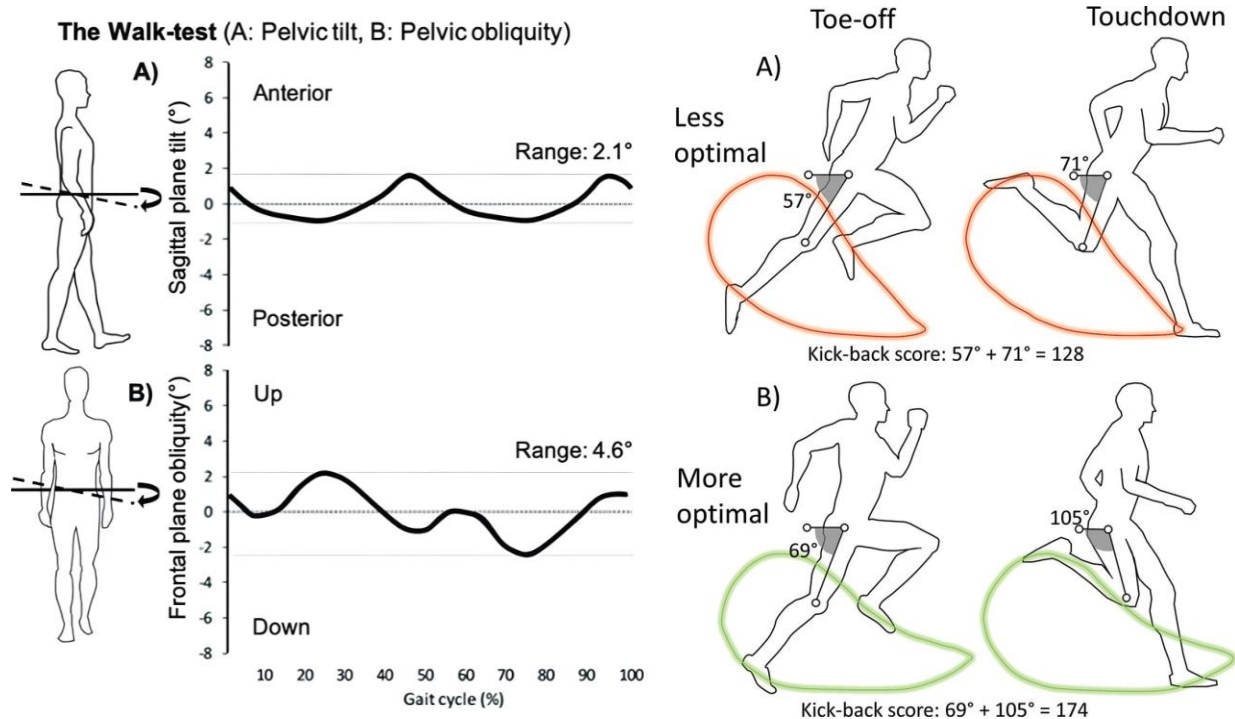 The Walk-test (A: Pelvic tilt, B: Pelvic obliquity)
A)
Sagittal plane tilt (°)
8
6
4
2
0
-2
-4
-6
-8
Anterior
Range: 2.1°
Posterior
B)
Frontal plane obliquity(°)
8
6
4
2
0
-2
-4
-6
-8
Up
Range: 4.6°
Down
10 20 30 40 50 60 70 80 90 100
Gait cycle (%)
Toe-off Touchdown
A)
Less
optimal
57°
71°
Kick-back score: 57° + 71° = 128
B)
More
optimal
69°
105°
Kick-back score: 69° + 105° = 174